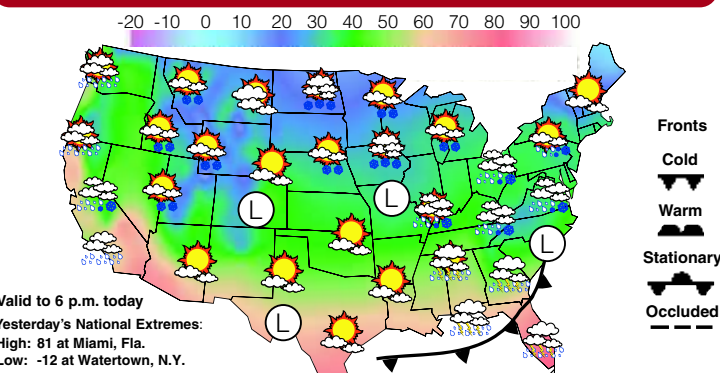 -20 -10 0 10 20 30 40 50 60 70 80 90 100
L
L
L
L
Fronts
Cold
Warm
Stationary
Occluded
Valid to 6 p.m. today
Yesterday's National Extremes:
High: 81 at Miami, Fla.
Low: -12 at Watertown, N.Y.